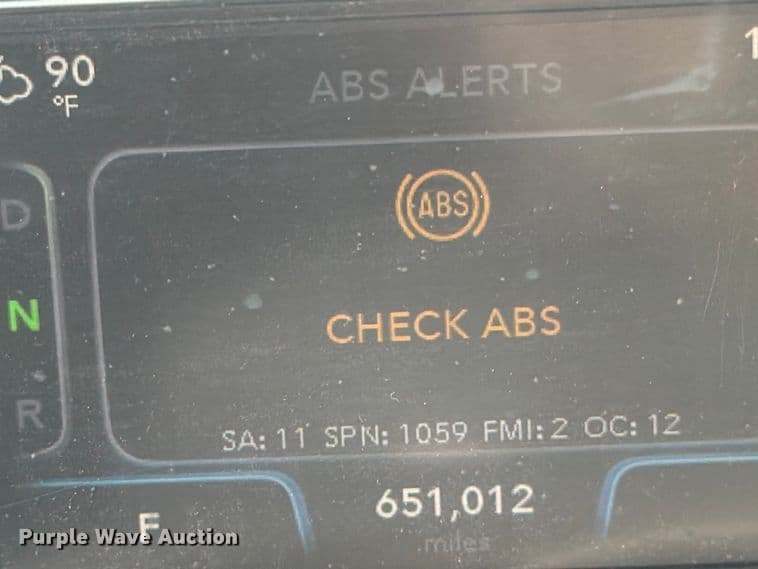 90
°F
ABS ALERTS
ABS
D
N
R
CHECK ABS
SA: 11 SPN: 1059 FMI: 2 OC: 12
651,012
miles
F
Purple Wave Auction